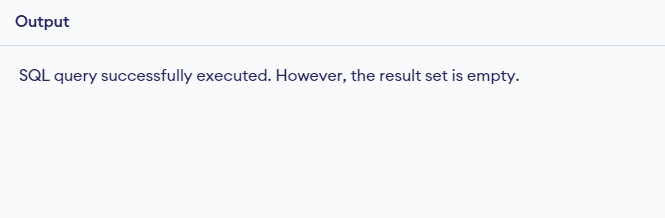 Output
SQL query successfully executed. However, the result set is empty.